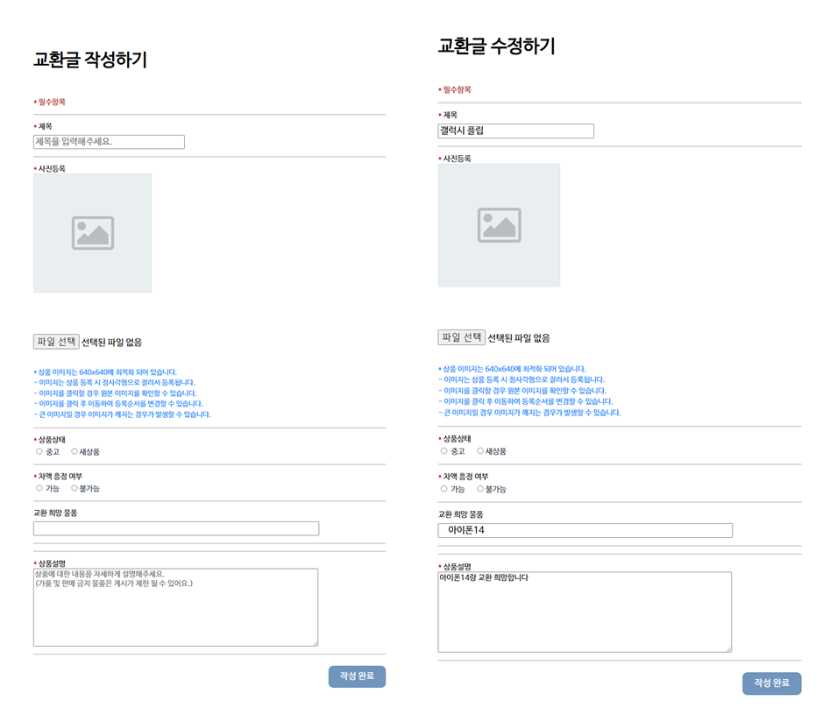 교환글 작성하기
* 필수항목
* 제목
제목을 입력해주세요.
* 사진등록
파일 선택 선택된 파일 없음
* 상품 이미지는 640x640에 최적화 되어 있습니다.
- 이미지는 상품 등록 시 정사각형으로 잘려서 등록됩니다.
- 이미지를 클릭할 경우 원본 이미지를 확인할 수 있습니다.
- 이미지를 클릭 후 이동하여 등록순서를 변경할 수 있습니다.
- 큰 이미지일 경우 이미지가 깨지는 경우가 발생할 수 있습니다.
* 상품상태
중고 새상품
* 차액 흥정 여부
가능 불가능
교환 희망 물품
* 상품설명
상품에 대한 내용을 자세하게 설명해주세요.
(가품 및 판매 금지 물품은 게시가 제한 될 수 있어요.)
작성 완료
교환글 수정하기
* 필수항목
* 제목
갤럭시 플립
* 사진등록
파일 선택 선택된 파일 없음
* 상품 이미지는 640x640에 최적화 되어 있습니다.
- 이미지는 상품 등록 시 정사각형으로 잘려서 등록됩니다.
- 이미지를 클릭할 경우 원본 이미지를 확인할 수 있습니다.
- 이미지를 클릭 후 이동하여 등록순서를 변경할 수 있습니다.
- 큰 이미지일 경우 이미지가 깨지는 경우가 발생할 수 있습니다.
* 상품상태
중고 새상품
* 차액 흥정 여부
가능 불가능
교환 희망 물품
아이폰14
* 상품설명
아이폰14랑 교환 희망합니다
작성 완료